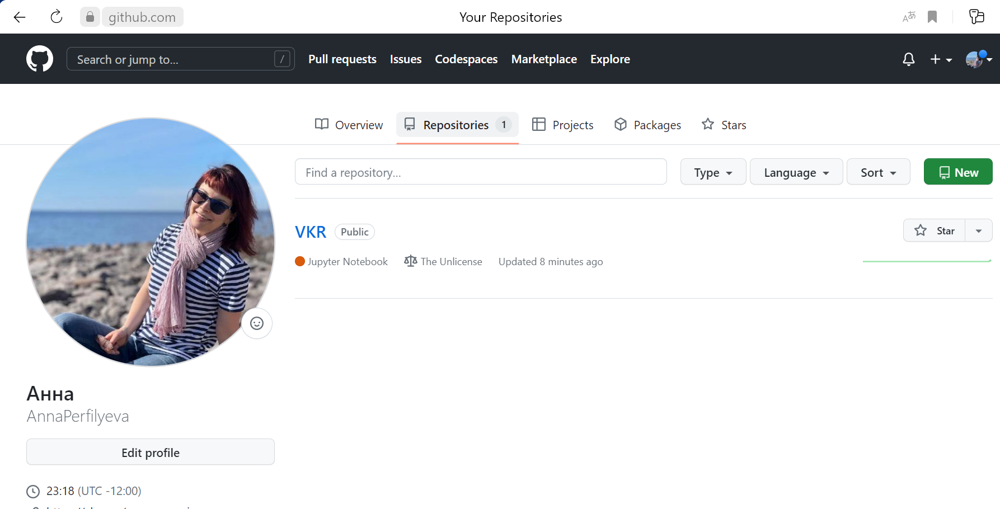 github.com
Your Repositories
Search or jump to...
/
Pull requests
Issues
Codespaces
Marketplace
Explore
Overview
Repositories 1
Projects
Packages
Stars
Find a repository...
Type
Language
Sort
New
VKR
Public
Star
Jupyter Notebook
The Unlicense
Updated 8 minutes ago
Анна
AnnaPerfilyeva
Edit profile
23:18 (UTC -12:00)